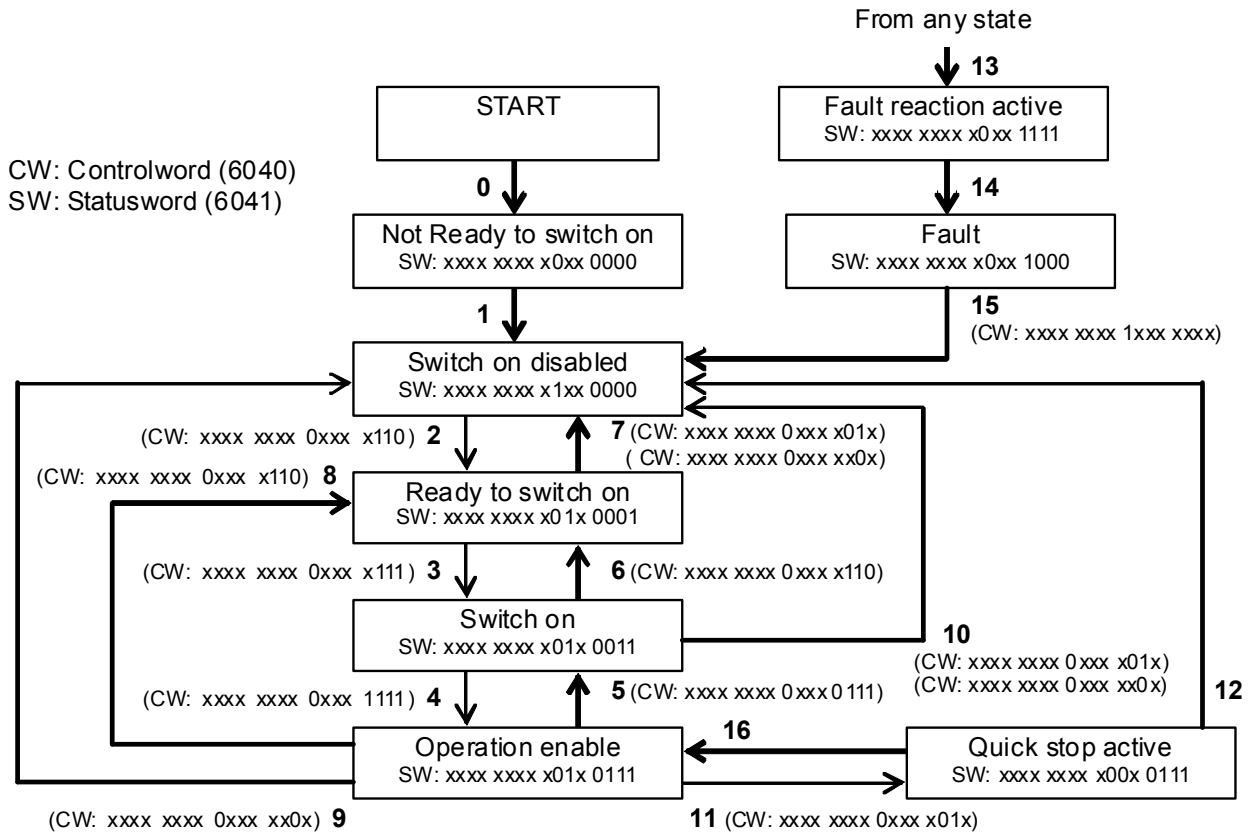 From any state
13
START
Fault reaction active
SW: xxxx xxxx x0xx 1111
CW: Controlword (6040)
SW: Statusword (6041)
0
14
Not Ready to switch on
SW: xxxx xxxx x0xx 0000
Fault
SW: xxxx xxxx x0xx 1000
1
15
(CW: xxxx xxxx 1xxx xxxx)
Switch on disabled
SW: xxxx xxxx x1xx 0000
(CW: xxxx xxxx 0xxx x110) 2
7 (CW: xxxx xxxx 0xxx x01x)
( CW: xxxx xxxx 0xxx xx0x)
(CW: xxxx xxxx 0xxx x110) 8
Ready to switch on
SW: xxxx xxxx x01x 0001
(CW: xxxx xxxx 0xxx x111) 3
6 (CW: xxxx xxxx 0xxx x110)
Switch on
SW: xxxx xxxx x01x 0011
10
(CW: xxxx xxxx 0xxx x01x)
(CW: xxxx xxxx 0xxx xx0x)
12
(CW: xxxx xxxx 0xxx 1111) 4
5 (CW: xxxx xxxx 0xxx 0111)
Operation enable
SW: xxxx xxxx x01x 0111
16
Quick stop active
SW: xxxx xxxx x00x 0111
(CW: xxxx xxxx 0xxx xx0x) 9
11 (CW: xxxx xxxx 0xxx x01x)